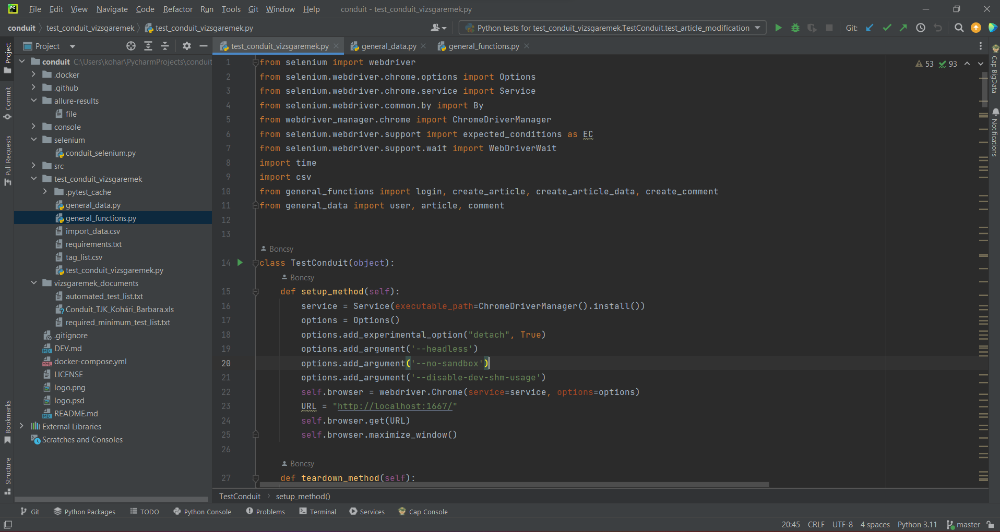 PC
File Edit View Navigate Code Refactor Run Tools Git Window Help conduit - test_conduit_vizsgaremek.py
conduit test_conduit_vizsgaremek test_conduit_vizsgaremek.py Python tests for test_conduit_vizsgaremek.TestConduit.test_article_modification Git:
Project
Commit
Pull Requests
Bookmarks
Structure
Project
conduit C:\Users\kohar\PycharmProjects\conduit
.docker
.github
allure-results
file
console
selenium
conduit_selenium.py
src
test_conduit_vizsgaremek
.pytest_cache
general_data.py
general_functions.py
import_data.csv
requirements.txt
tag_list.csv
test_conduit_vizsgaremek.py
vizsgaremek_documents
automated_test_list.txt
Conduit_TJK_Kohári_Barbara.xls
required_minimum_test_list.txt
.gitignore
DEV.md
docker-compose.yml
LICENSE
logo.png
logo.psd
README.md
External Libraries
Scratches and Consoles
test_conduit_vizsgaremek.py general_data.py general_functions.py
53 93
1 from selenium import webdriver
2 from selenium.webdriver.chrome.options import Options
3 from selenium.webdriver.chrome.service import Service
4 from selenium.webdriver.common.by import By
5 from webdriver_manager.chrome import ChromeDriverManager
6 from selenium.webdriver.support import expected_conditions as EC
7 from selenium.webdriver.support.wait import WebDriverWait
8 import time
9 import csv
10 from general_functions import login, create_article, create_article_data, create_comment
11 from general_data import user, article, comment
12
13
Boncsy
14 class TestConduit(object):
Boncsy
15 def setup_method(self):
16 service = Service(executable_path=ChromeDriverManager().install())
17 options = Options()
18 options.add_experimental_option("detach", True)
19 options.add_argument('--headless')
20 options.add_argument('--no-sandbox')
21 options.add_argument('--disable-dev-shm-usage')
22 self.browser = webdriver.Chrome(service=service, options=options)
23 URL = "http://localhost:1667/"
24 self.browser.get(URL)
25 self.browser.maximize_window()
26
Boncsy
27 def teardown_method(self):
TestConduit setup_method()
Cap BigData
Notifications
Git Python Packages TODO Python Console Problems Terminal Services Cap Console
20:45 CRLF UTF-8 4 spaces Python 3.11 master